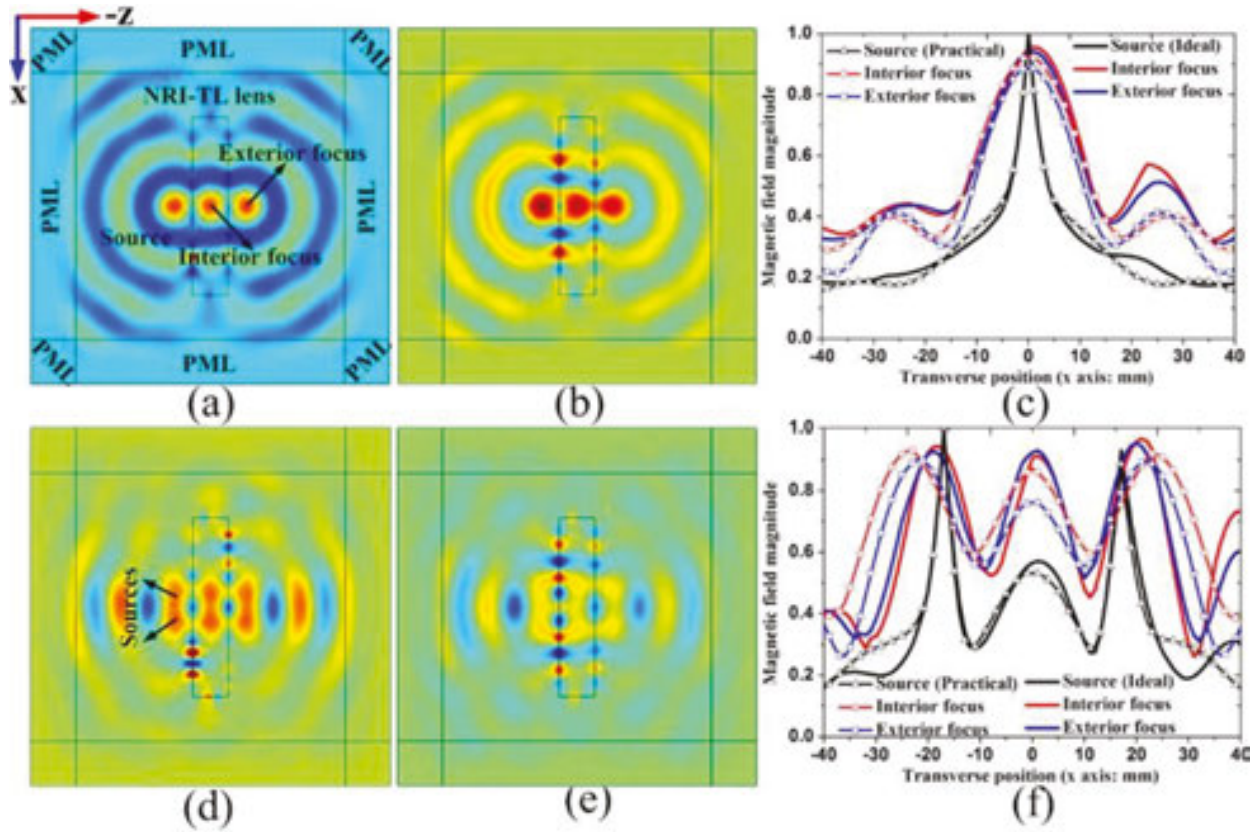 -z
x
PML
PML
PML
NRI-TL lens
Exterior focus
PML
PML
Source
Interior focus
PML
PML
PML
(a)
(b)
Magnetic field magnitude
1.0
0.8
0.6
0.4
0.2
0.0
Source (Practical)
Interior focus
Exterior focus
Source (Ideal)
Interior focus
Exterior focus
-40 -30 -20 -10 0 10 20 30 40
Transverse position (x axis: mm)
(c)
Sources
(d)
(e)
Magnetic field magnitude
1.0
0.8
0.6
0.4
0.2
0.0
Source (Practical)
Interior focus
Exterior focus
Source (Ideal)
Interior focus
Exterior focus
-40 -30 -20 -10 0 10 20 30 40
Transverse position (x axis: mm)
(f)